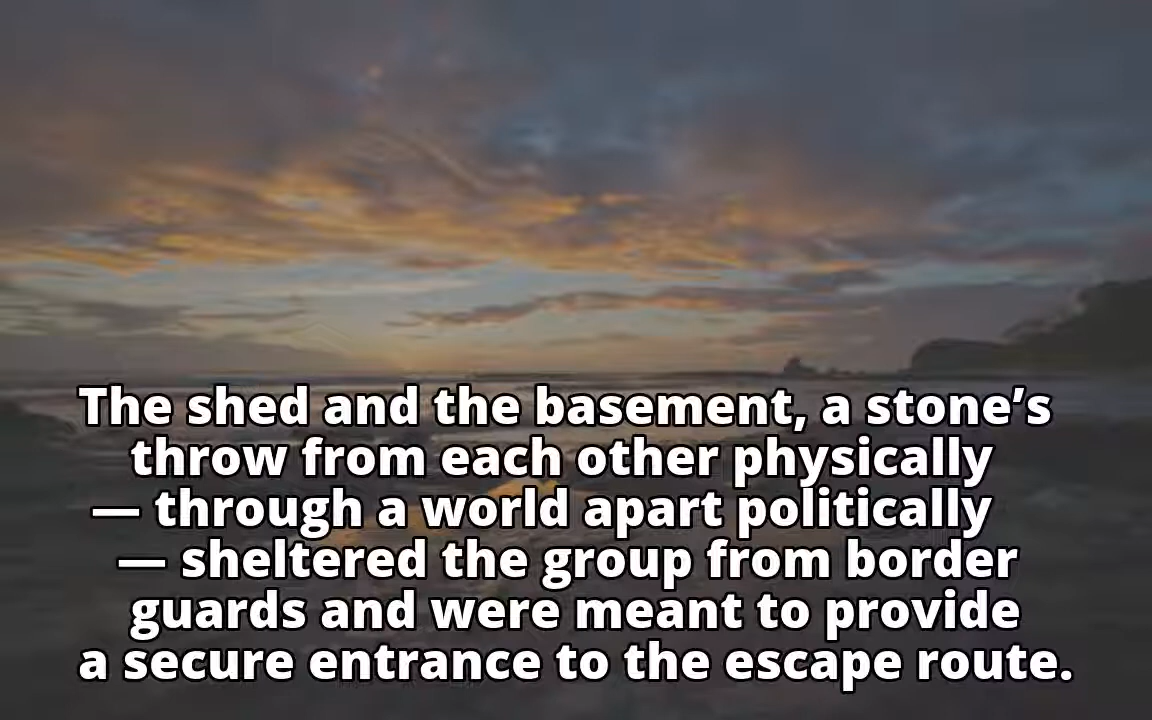 The shed and the basement, a stone’s
throw from each other physically
— through a world apart politically
— sheltered the group from border
guards and were meant to provide
a secure entrance to the escape route.